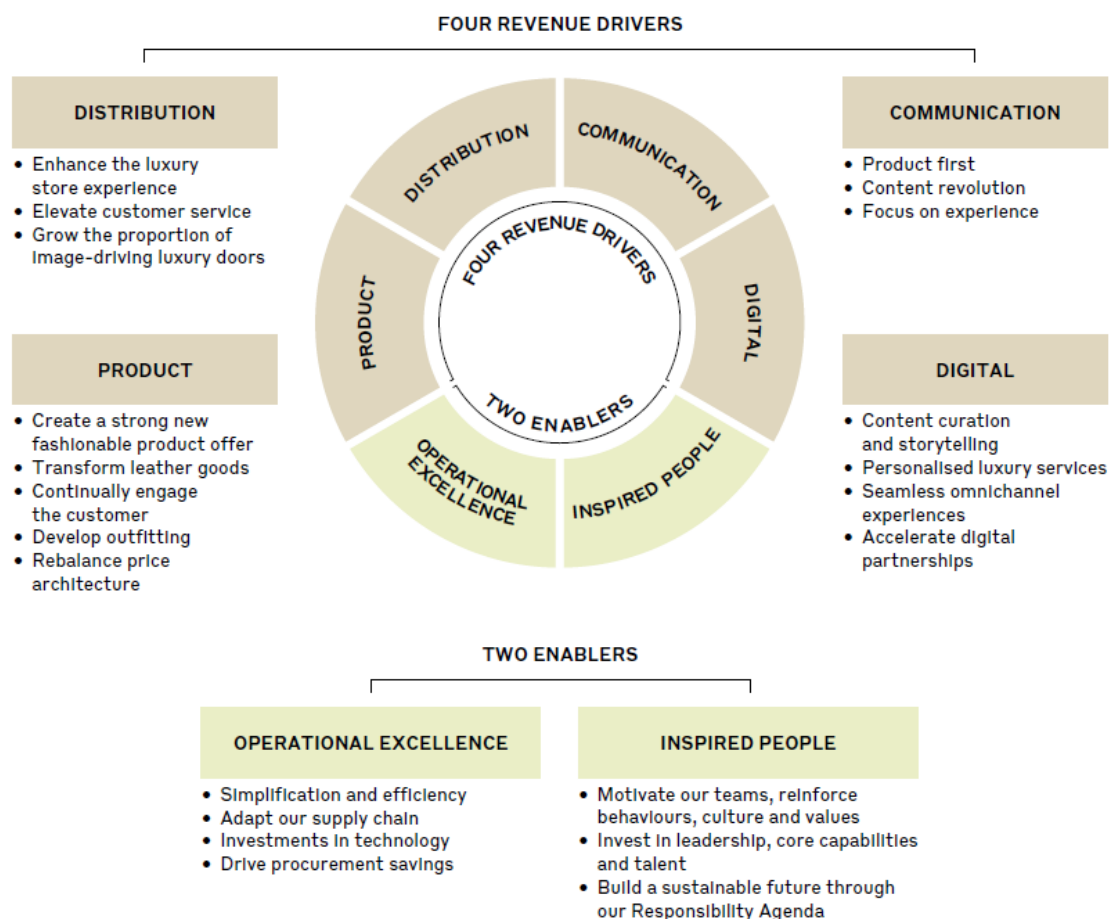 FOUR REVENUE DRIVERS
DISTRIBUTION
• Enhance the luxury
store experience
• Elevate customer service
• Grow the proportion of
image-driving luxury doors
PRODUCT
• Create a strong new
fashionable product offer
• Transform leather goods
• Continually engage
the customer
• Develop outfitting
• Rebalance price
architecture
DISTRIBUTION
COMMUNICATION
PRODUCT
DIGITAL
FOUR REVENUE DRIVERS
TWO ENABLERS
OPERATIONAL
EXCELLENCE
INSPIRED PEOPLE
COMMUNICATION
• Product first
• Content revolution
• Focus on experience
DIGITAL
• Content curation
and storytelling
• Personalised luxury services
• Seamless omnichannel
experiences
• Accelerate digital
partnerships
TWO ENABLERS
OPERATIONAL EXCELLENCE
• Simplification and efficiency
• Adapt our supply chain
• Investments in technology
• Drive procurement savings
INSPIRED PEOPLE
• Motivate our teams, reinforce
behaviours, culture and values
• Invest in leadership, core capabilities
and talent
• Build a sustainable future through
our Responsibility Agenda